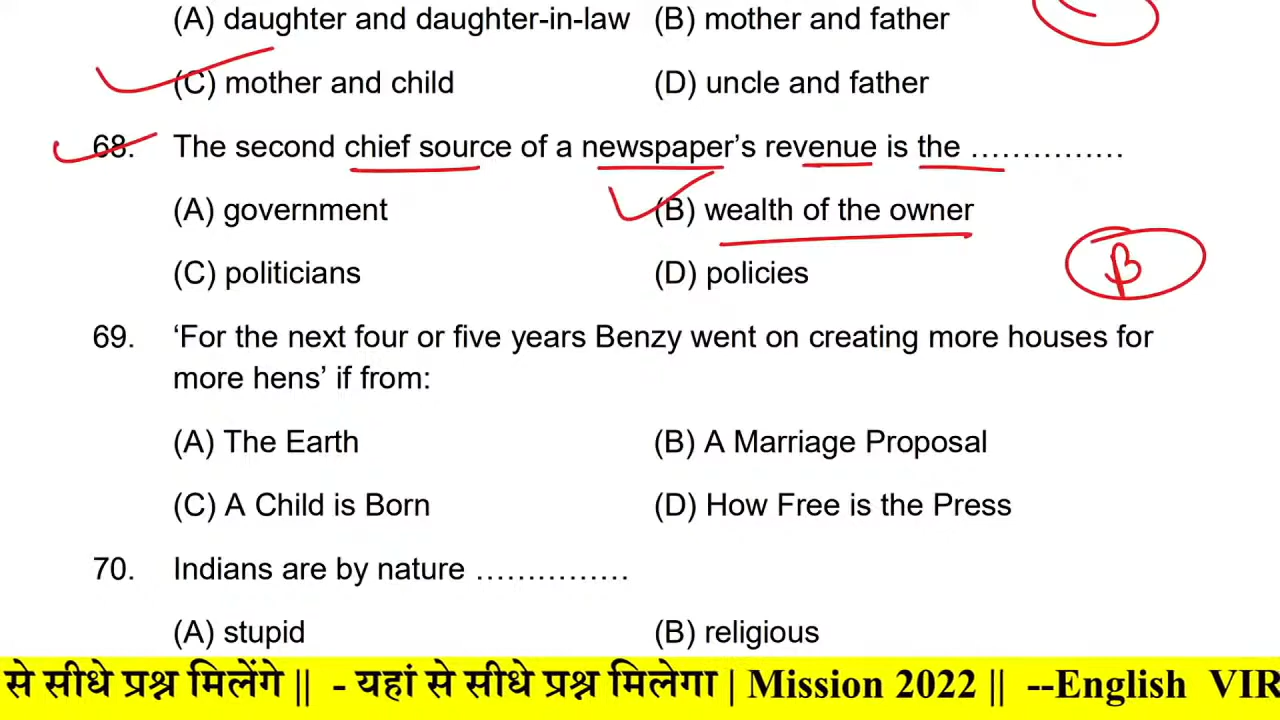 (A) daughter and daughter-in-law (B) mother and father
(C) mother and child (D) uncle and father
68. The second chief source of a newspaper's revenue is the ……………
(A) government (B) wealth of the owner
(C) politicians (D) policies
B
69. ‘For the next four or five years Benzy went on creating more houses for
more hens’ if from:
(A) The Earth (B) A Marriage Proposal
(C) A Child is Born (D) How Free is the Press
70. Indians are by nature ……………
(A) stupid (B) religious
से सीधे प्रश्न मिलेंगे || - यहां से सीधे प्रश्न मिलेगा | Mission 2022 || --English VIR